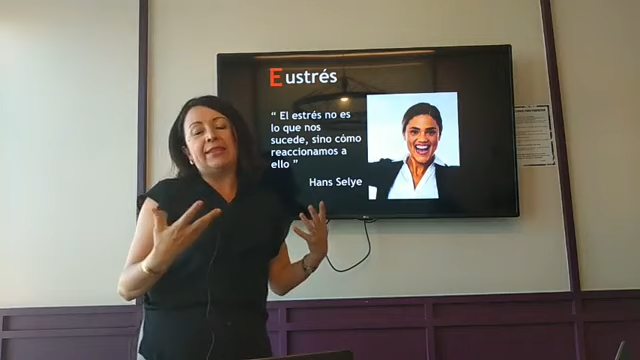 Eustrés
“ El estrés no es
lo que nos
sucede, sino cómo
reaccionamos a
ello ”
Hans Selye